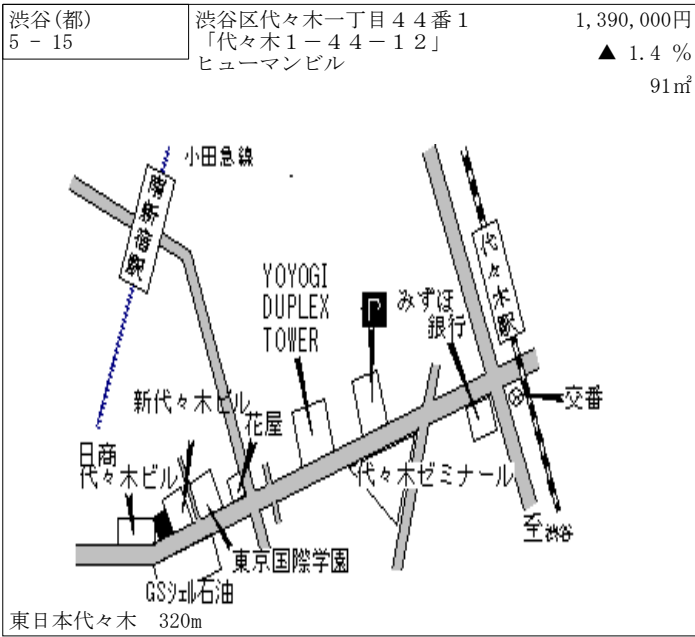 渋谷(都)
5 - 15
渋谷区代々木一丁目４４番１
「代々木１－４４－１２」
ヒューマンビル
1,390,000円
▲ 1.4 %
91㎡
小田急線
南新宿駅
代々木駅
YOYOGI
DUPLEX
TOWER
P
みずほ
銀行
交番
新代々木ビル
花屋
日商
代々木ビル
代々木ゼミナール
至渋谷
東京国際学園
GSシェル石油
東日本代々木　320m